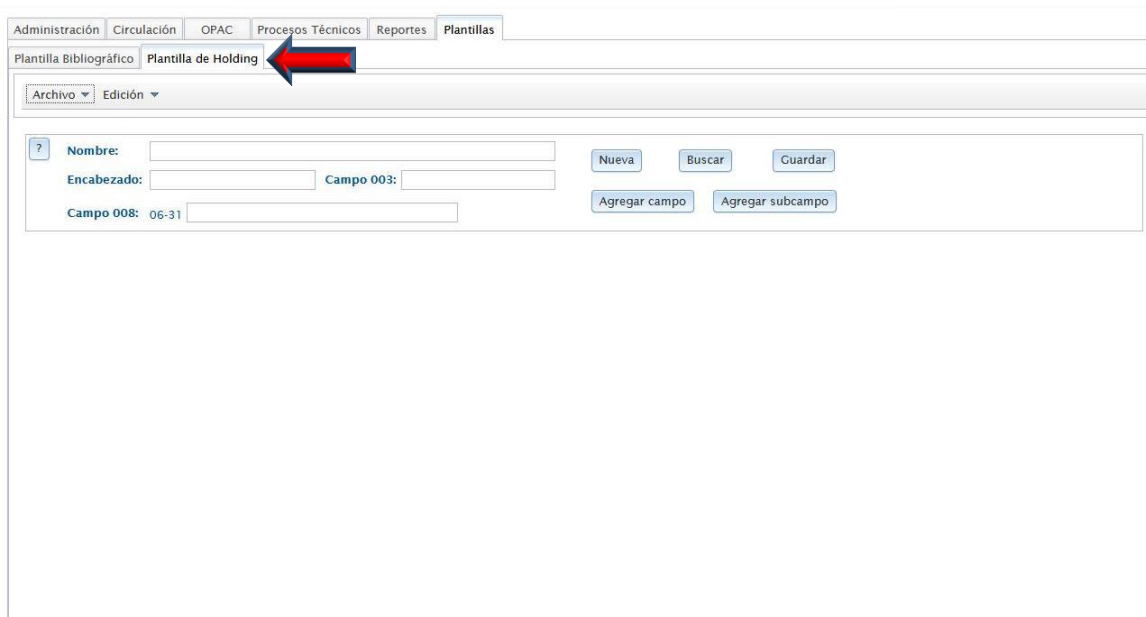 Administración Circulación OPAC Procesos Técnicos Reportes Plantillas
Plantilla Bibliográfico Plantilla de Holding
Archivo Edición
? Nombre: Nueva Buscar Guardar
Encabezado: Campo 003:
Agregar campo Agregar subcampo
Campo 008: 06-31